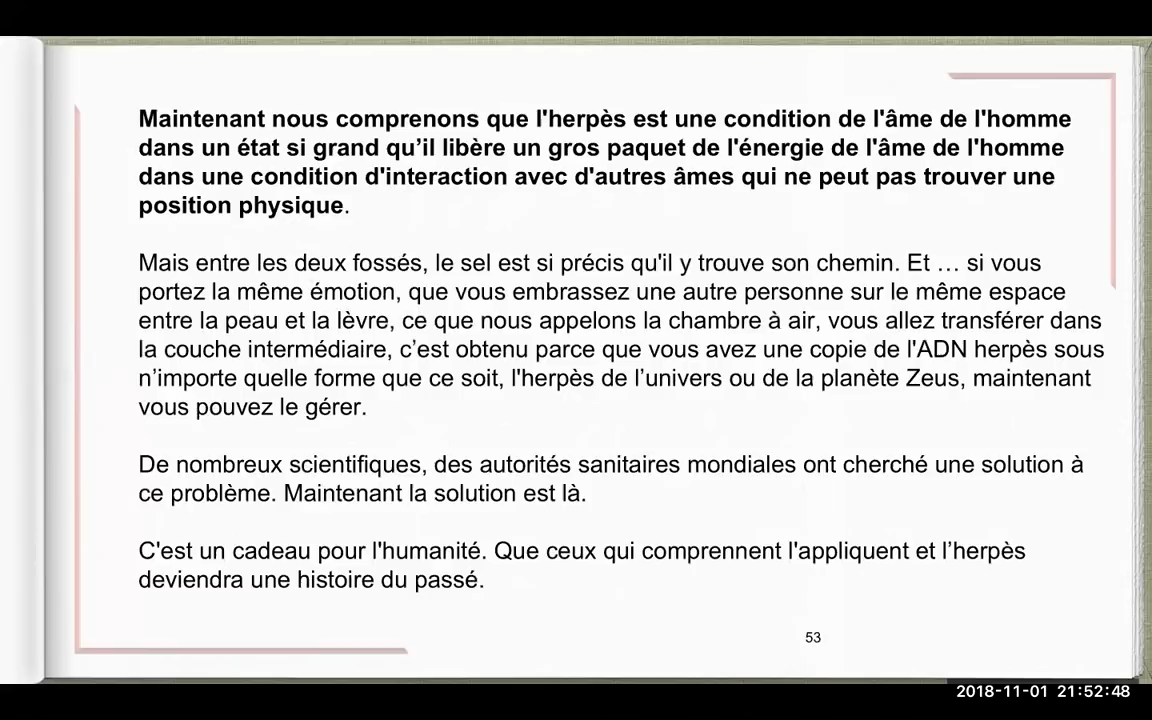 Maintenant nous comprenons que l'herpès est une condition de l'âme de l'homme
dans un état si grand qu’il libère un gros paquet de l'énergie de l'âme de l'homme
dans une condition d'interaction avec d'autres âmes qui ne peut pas trouver une
position physique.
Mais entre les deux fossés, le sel est si précis qu'il y trouve son chemin. Et … si vous
portez la même émotion, que vous embrassez une autre personne sur le même espace
entre la peau et la lèvre, ce que nous appelons la chambre à air, vous allez transférer dans
la couche intermédiaire, c’est obtenu parce que vous avez une copie de l'ADN herpès sous
n’importe quelle forme que ce soit, l'herpès de l’univers ou de la planète Zeus, maintenant
vous pouvez le gérer.
De nombreux scientifiques, des autorités sanitaires mondiales ont cherché une solution à
ce problème. Maintenant la solution est là.
C'est un cadeau pour l'humanité. Que ceux qui comprennent l'appliquent et l’herpès
deviendra une histoire du passé.
53
2018-11-01 21:52:48